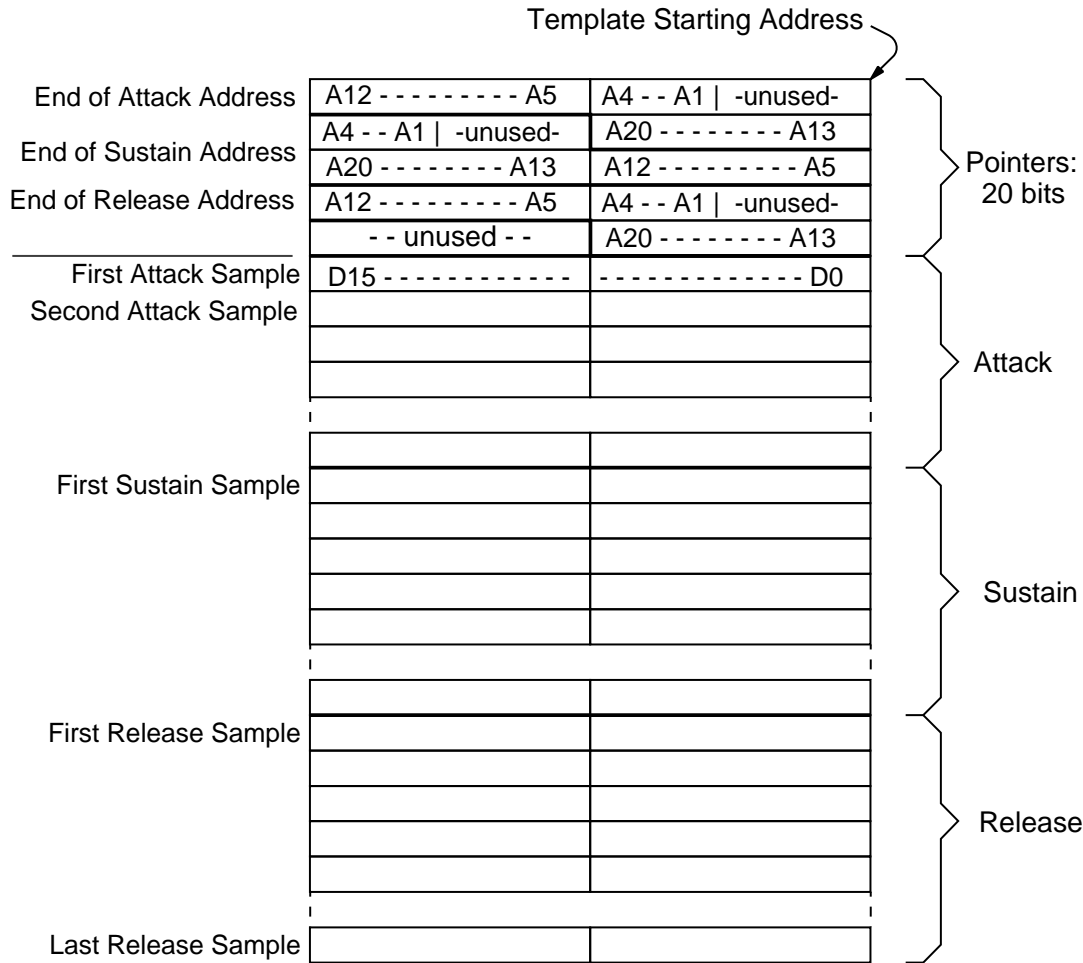 Template Starting Address
End of Attack Address A12 - - - - - - - - - A5 A4 - - A1 | -unused-
A4 - - A1 | -unused- A20 - - - - - - - - A13
End of Sustain Address
A20 - - - - - - - - A13 A12 - - - - - - - - - A5
End of Release Address A12 - - - - - - - - - A5 A4 - - A1 | -unused-
- - unused - - A20 - - - - - - - - A13
Pointers:
20 bits
First Attack Sample D15 - - - - - - - - - - - - - - - - - - - - - - - - - D0
Second Attack Sample
Attack
First Sustain Sample
Sustain
First Release Sample
Release
Last Release Sample